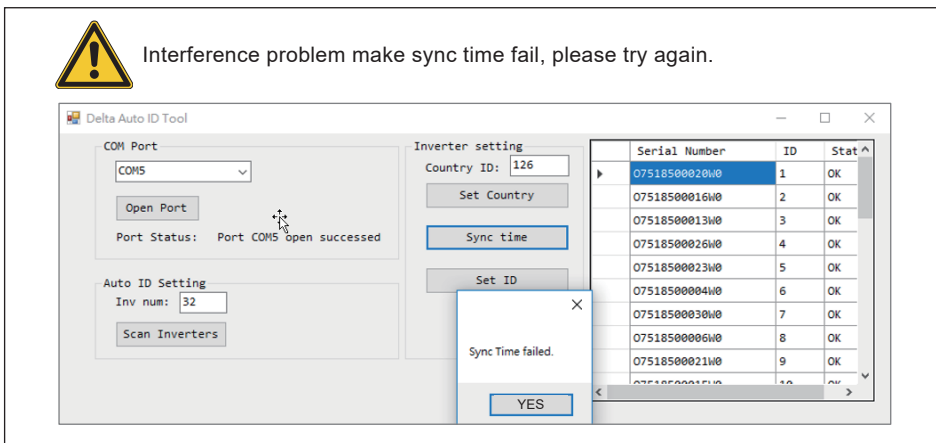 Interference problem make sync time fail, please try again.
Delta Auto ID Tool
COM Port
COM5
Open Port
Port Status: Port COM5 open successed
Auto ID Setting
Inv num: 32
Scan Inverters
Inverter setting
Country ID: 126
Set Country
Sync time
Set ID
Sync Time failed.
YES
Serial Number ID Stat
O7518500020W0 1 OK
O7518500016W0 2 OK
O7518500013W0 3 OK
O7518500026W0 4 OK
O7518500023W0 5 OK
O7518500004W0 6 OK
O7518500030W0 7 OK
O7518500006W0 8 OK
O7518500021W0 9 OK